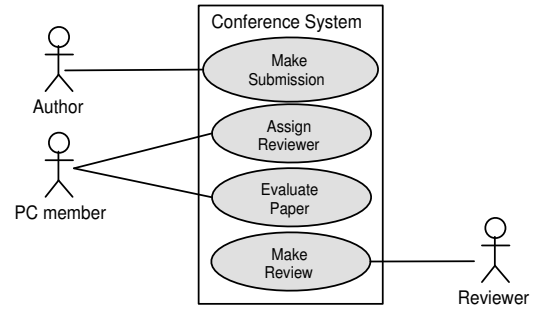 Conference System
Make
Submission
Author
Assign
Reviewer
PC member
Evaluate
Paper
Make
Review
Reviewer